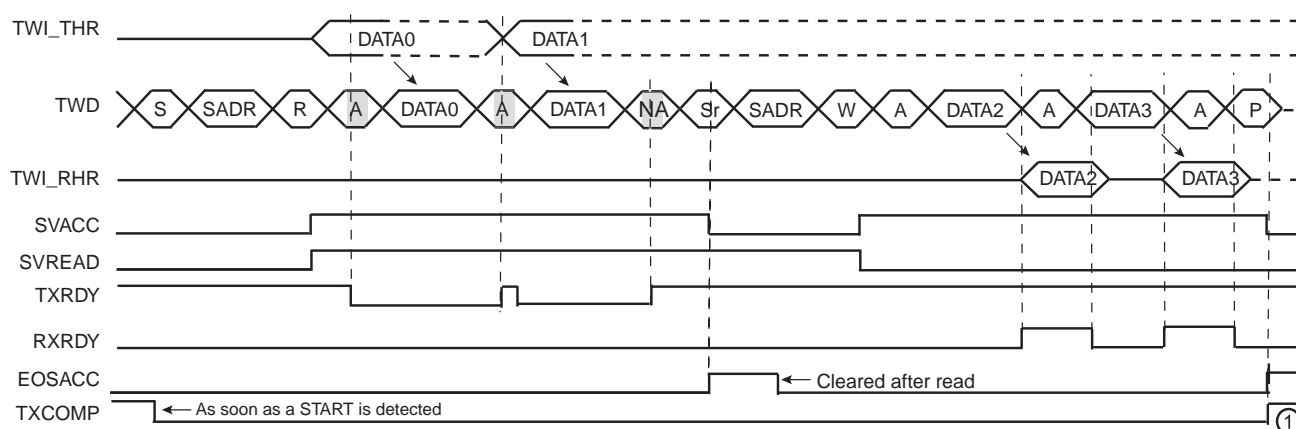 TWI_THR DATA0 DATA1
TWD S SADR R A DATA0 A DATA1 NA Sr SADR W A DATA2 A DATA3 A P
TWI_RHR DATA2 DATA3
SVACC
SVREAD
TXRDY
RXRDY
EOSACC Cleared after read
TXCOMP As soon as a START is detected 1